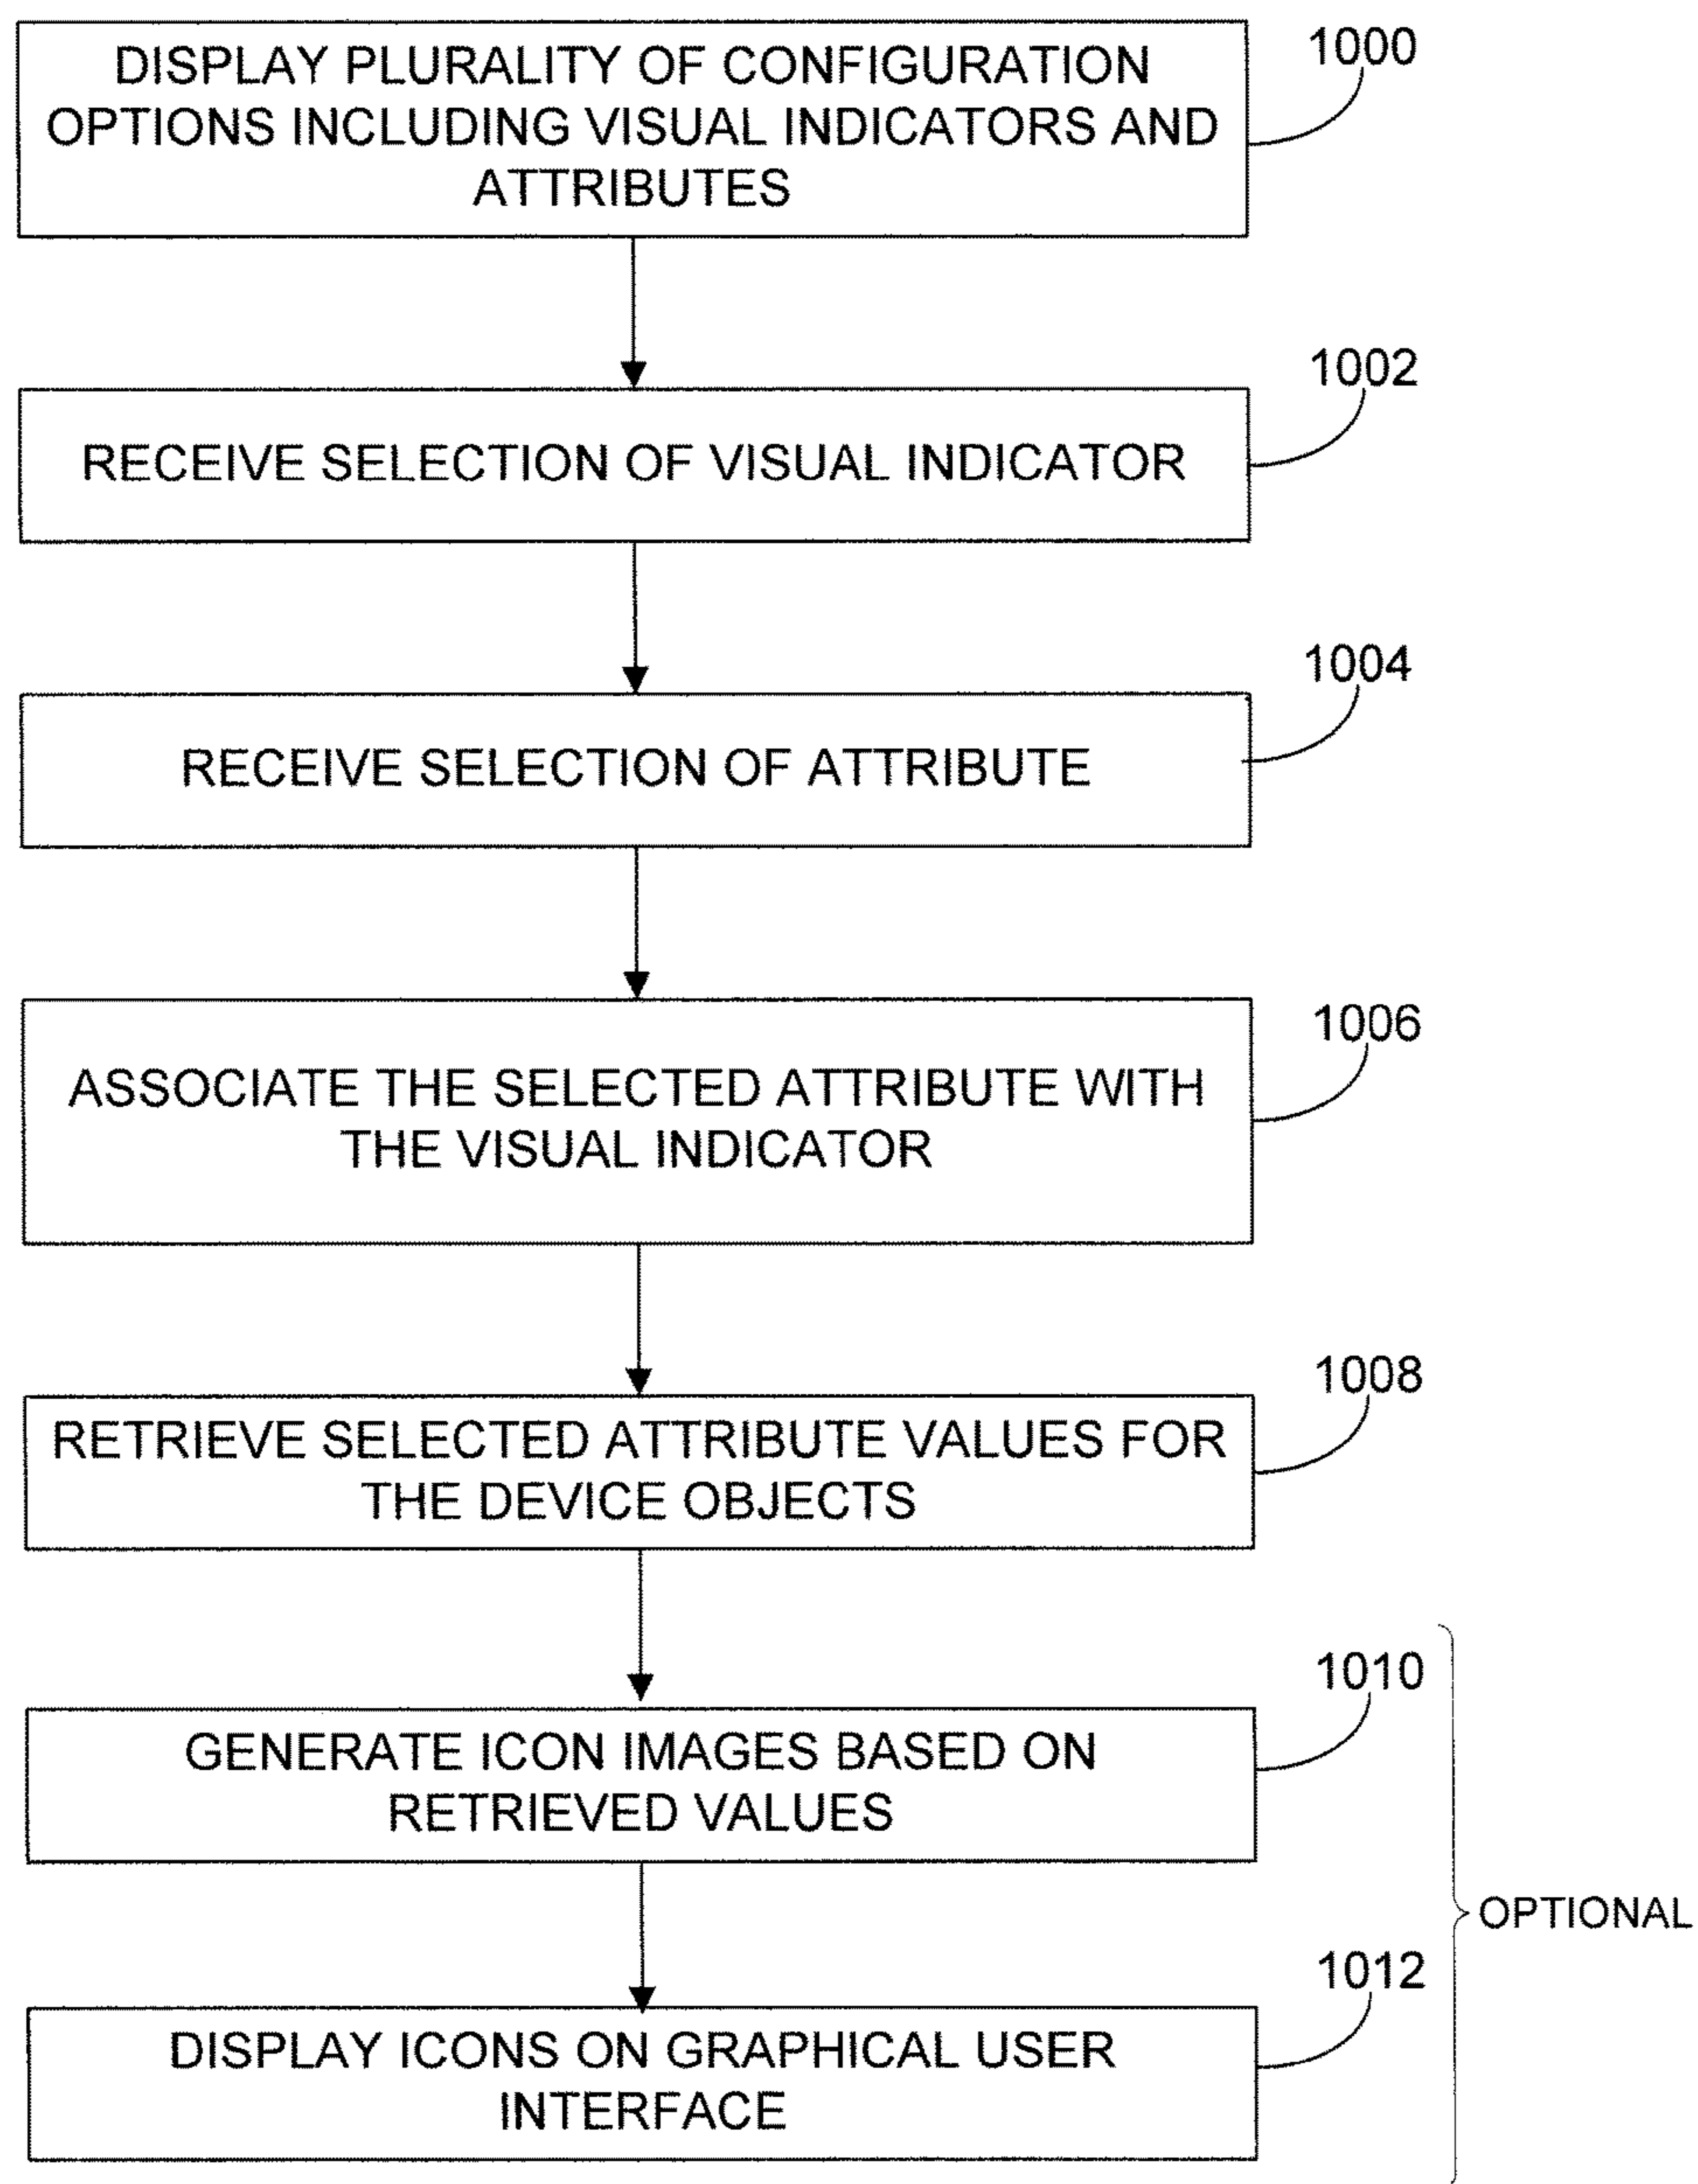 DISPLAY PLURALITY OF CONFIGURATION
OPTIONS INCLUDING VISUAL INDICATORS AND
ATTRIBUTES
1000
RECEIVE SELECTION OF VISUAL INDICATOR
1002
RECEIVE SELECTION OF ATTRIBUTE
1004
ASSOCIATE THE SELECTED ATTRIBUTE WITH
THE VISUAL INDICATOR
1006
RETRIEVE SELECTED ATTRIBUTE VALUES FOR
THE DEVICE OBJECTS
1008
GENERATE ICON IMAGES BASED ON
RETRIEVED VALUES
1010
DISPLAY ICONS ON GRAPHICAL USER
INTERFACE
1012
OPTIONAL